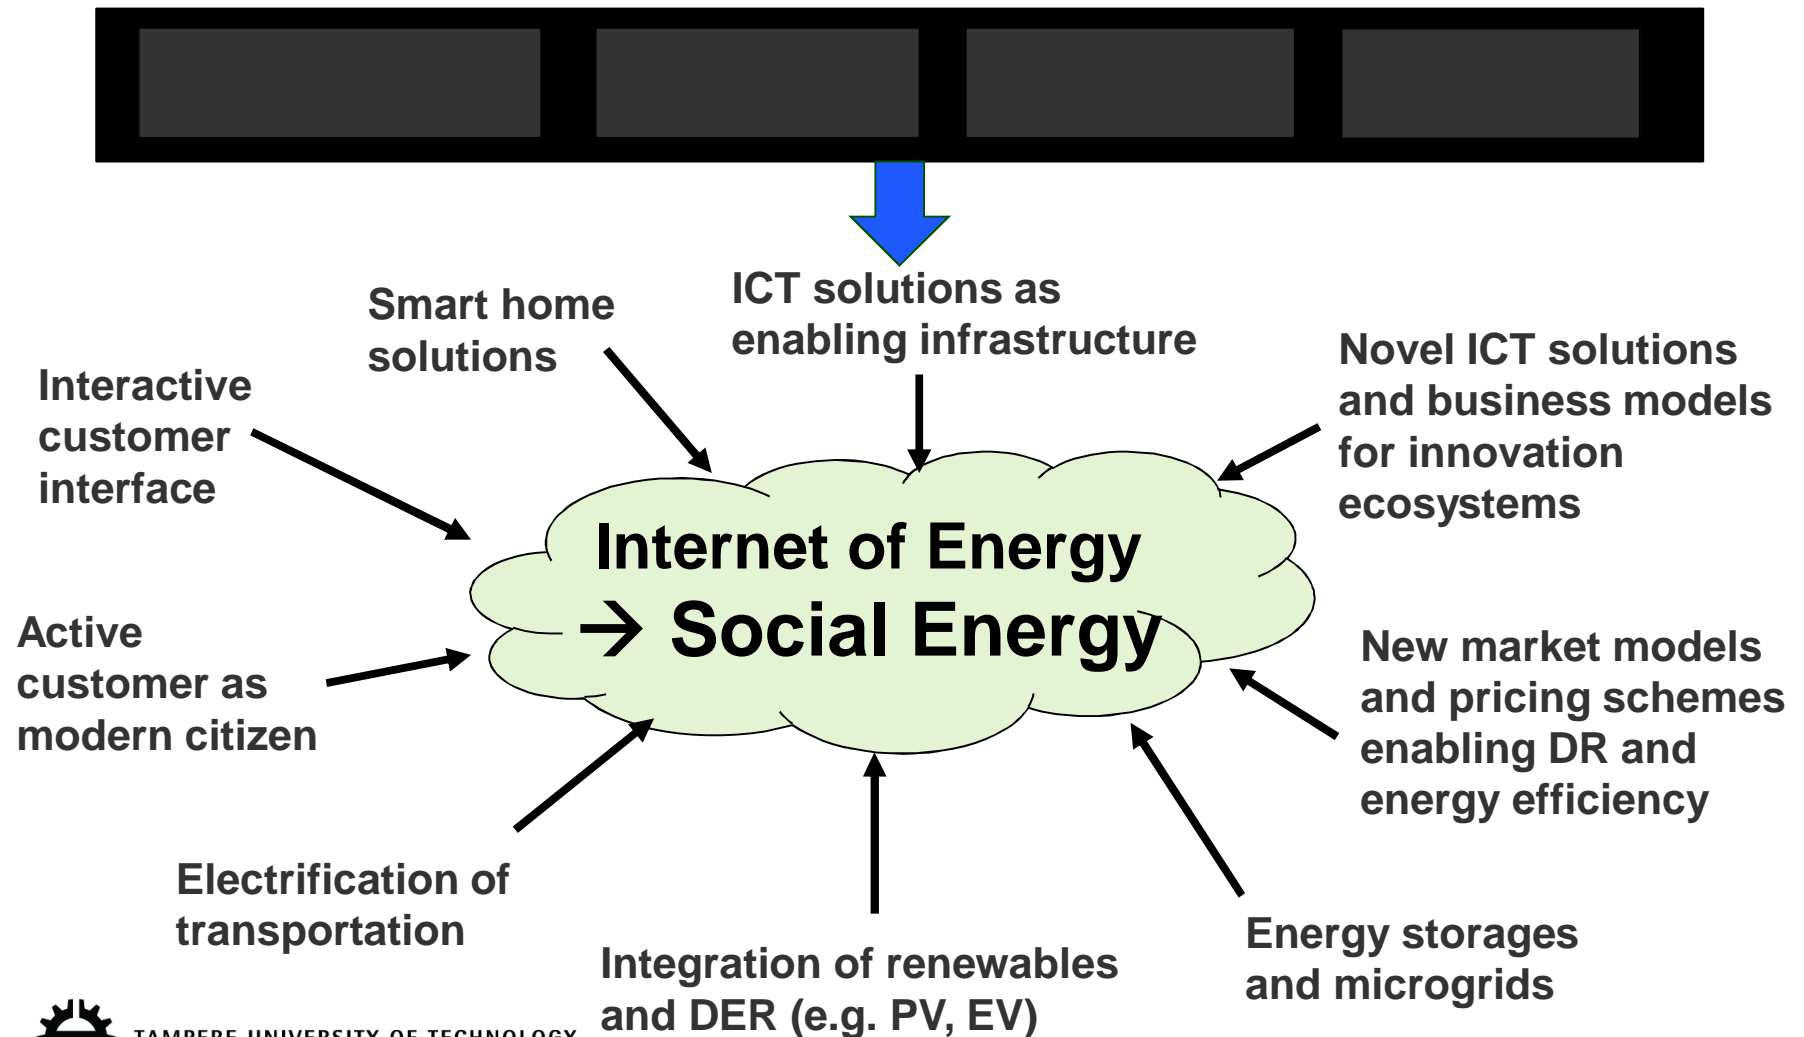 ICT solutions as
enabling infrastructure
Smart home
solutions
Novel ICT solutions
and business models
for innovation
ecosystems
Interactive
customer
interface
Internet of Energy
→ Social Energy
Active
customer as
modern citizen
New market models
and pricing schemes
enabling DR and
energy efficiency
Electrification of
transportation
Integration of renewables
and DER (e.g. PV, EV)
Energy storages
and microgrids
TAMPERE UNIVERSITY OF TECHNOLOGY